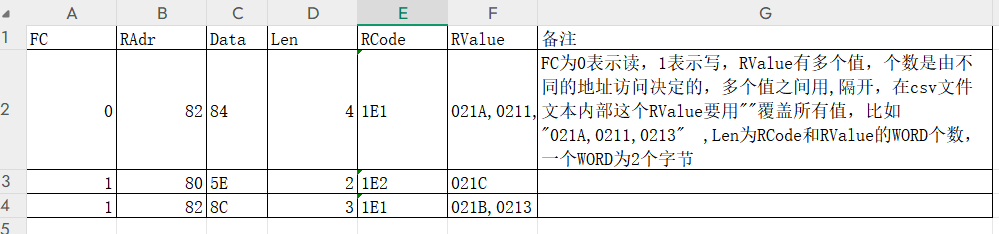 A B C D E F G
1 FC RAdr Data Len RCode RValue 备注
2 0 82 84 4 1E1 021A,0211,
FC为0表示读，1表示写，RValue有多个值，个数是由不
同的地址访问决定的，多个值之间用,隔开，在csv文件
文本内部这个RValue要用""覆盖所有值，比如
"021A,0211,0213" ,Len为RCode和RValue的WORD个数，
一个WORD为2个字节
3 1 80 5E 2 1E2 021C
4 1 82 8C 3 1E1 021B,0213
5